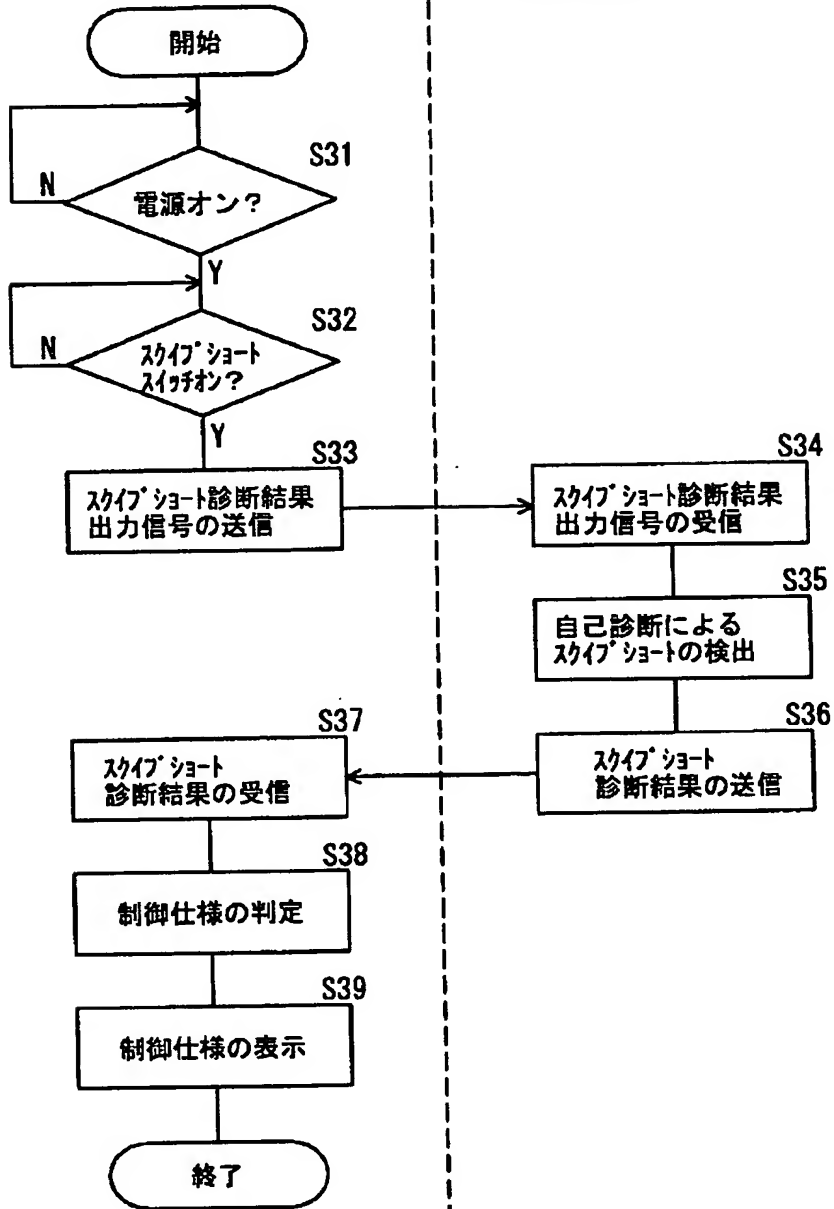 開始
S31
電源オン?
N
Y
S32
スクイブショート
スイッチオン?
N
Y
S33
スクイブショート診断結果
出力信号の送信
S34
スクイブショート診断結果
出力信号の受信
S35
自己診断による
スクイブショートの検出
S36
スクイブショート
診断結果の送信
S37
スクイブショート
診断結果の受信
S38
制御仕様の判定
S39
制御仕様の表示
終了